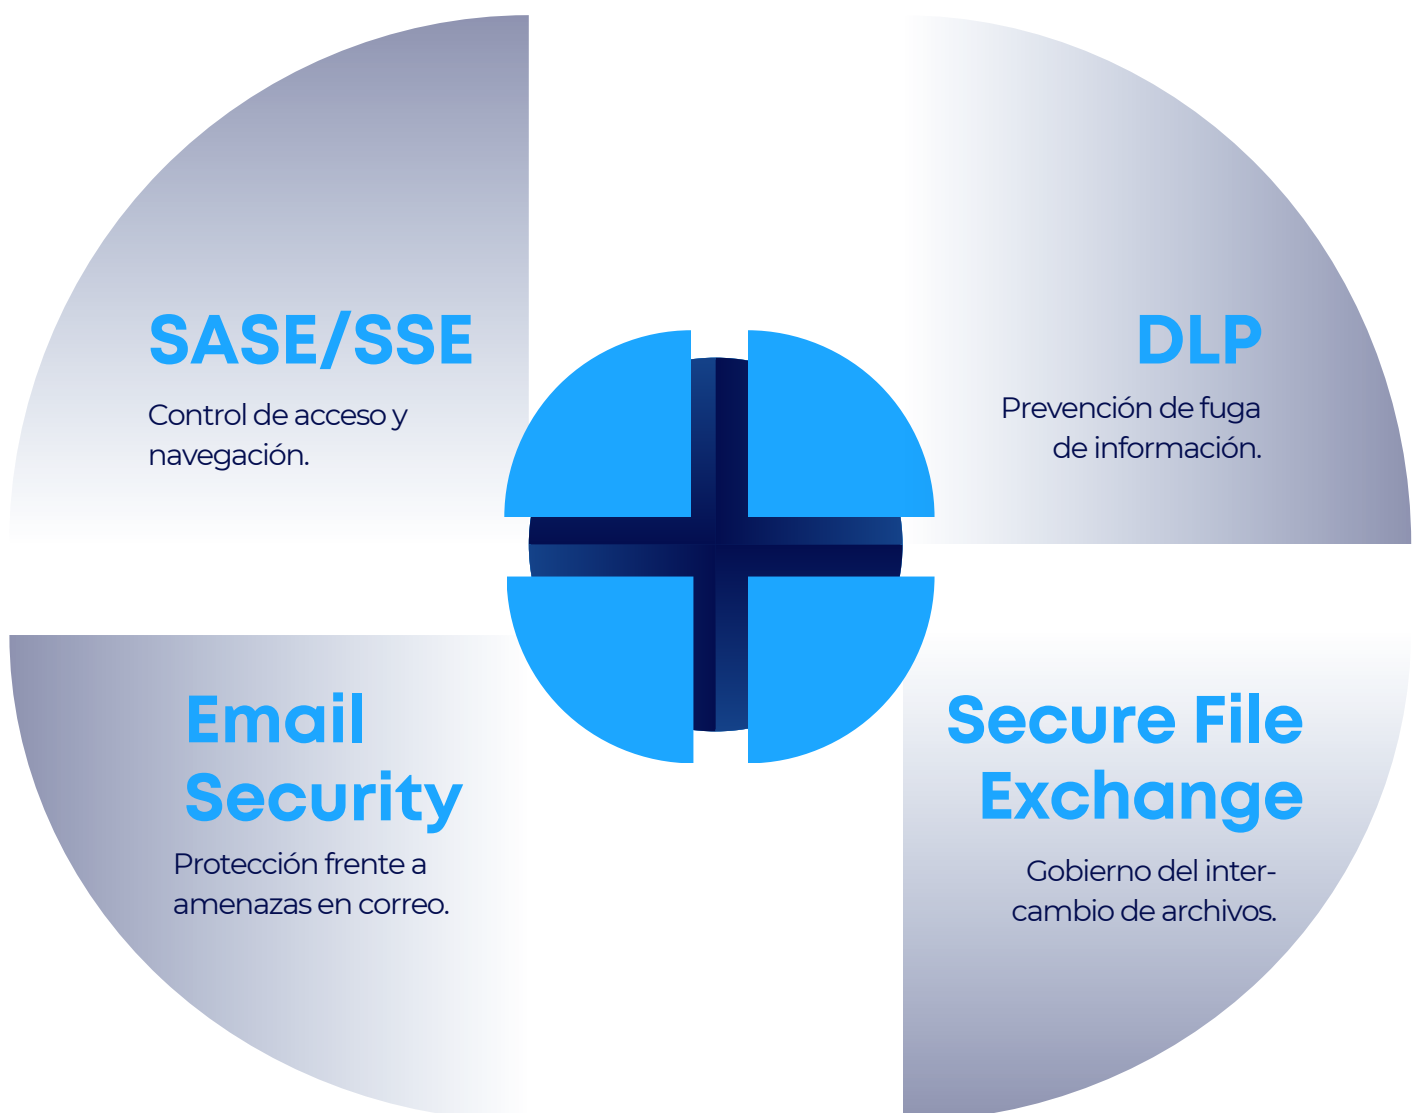 SASE/SSE
Control de acceso y
navegación.
DLP
Prevención de fuga
de información.
Email
Security
Protección frente a
amenazas en correo.
Secure File
Exchange
Gobierno del inter-
cambio de archivos.